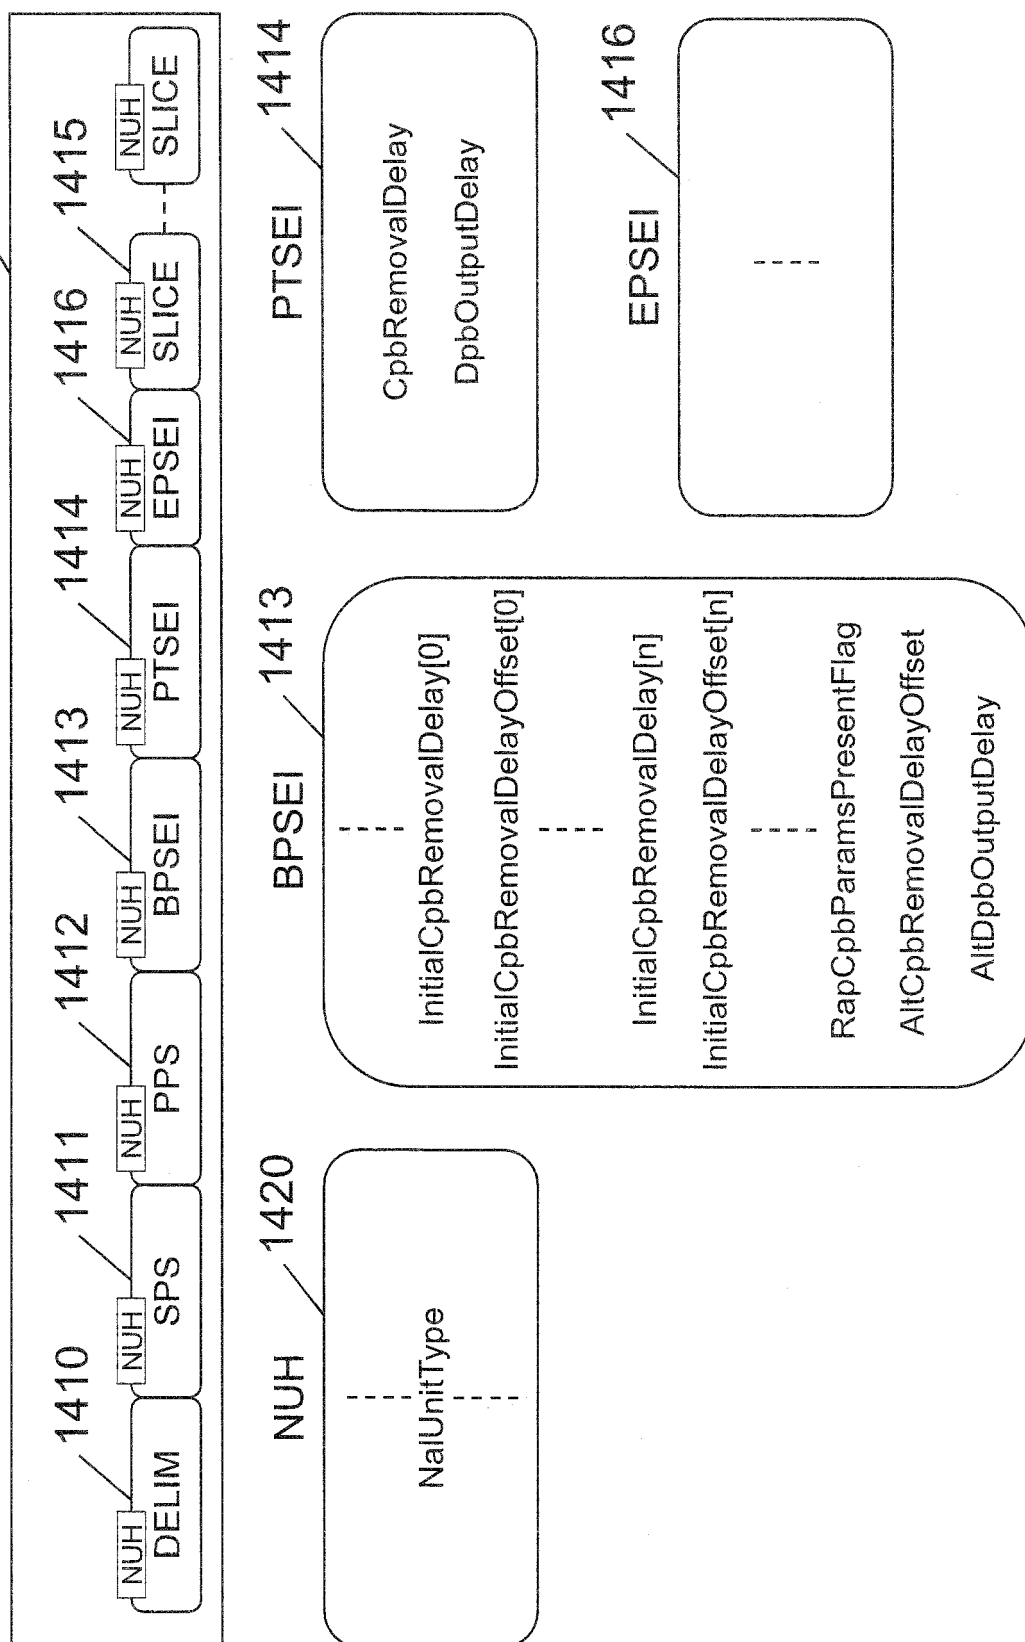 1410
1411
1412
1413
1414
1416
1415
NUH
NUH
NUH
NUH
NUH
NUH
NUH
NUH
DELIM
SPS
PPS
BPSEI
PTSEI
EPSEI
SLICE
SLICE
NUH
1420
NalUnitType
BPSEI
1413
InitialCpbRemovalDelay[0]
InitialCpbRemovalDelayOffset[0]
InitialCpbRemovalDelay[n]
InitialCpbRemovalDelayOffset[n]
RapCpbParamsPresentFlag
AltCpbRemovalDelayOffset
AltDpbOutputDelay
PTSEI
1414
CpbRemovalDelay
DpbOutputDelay
EPSEI
1416